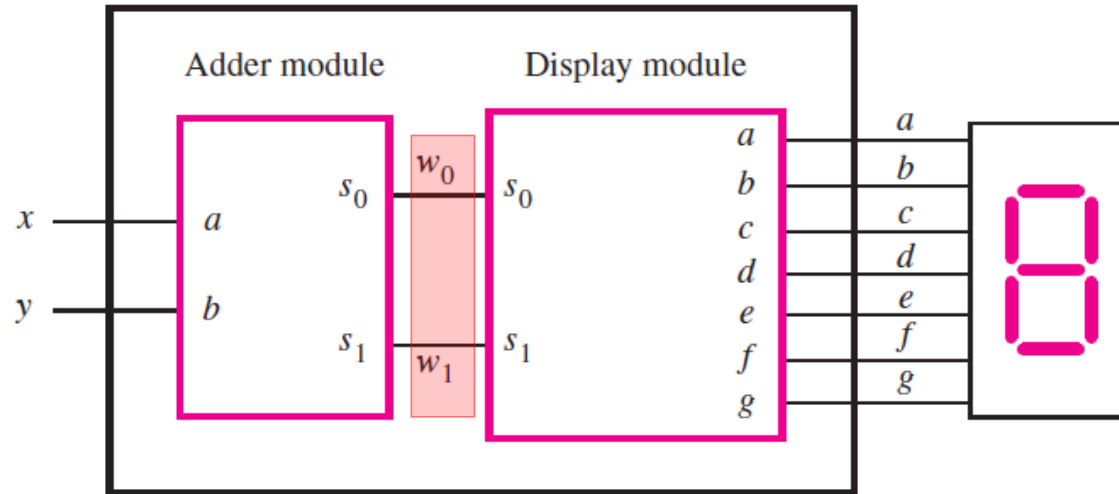 Adder module
Display module
x
y
a
b
s₀
s₁
w₀
w₁
s₀
s₁
a
b
c
d
e
f
g
a
b
c
d
e
f
g